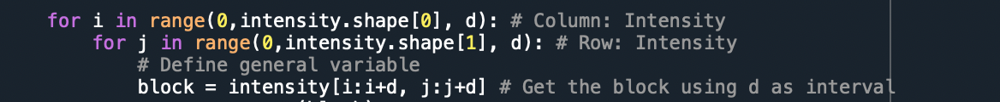 for i in range(0,intensity.shape[0], d): # Column: Intensity
for j in range(0,intensity.shape[1], d): # Row: Intensity
# Define general variable
block = intensity[i:i+d, j:j+d] # Get the block using d as interval